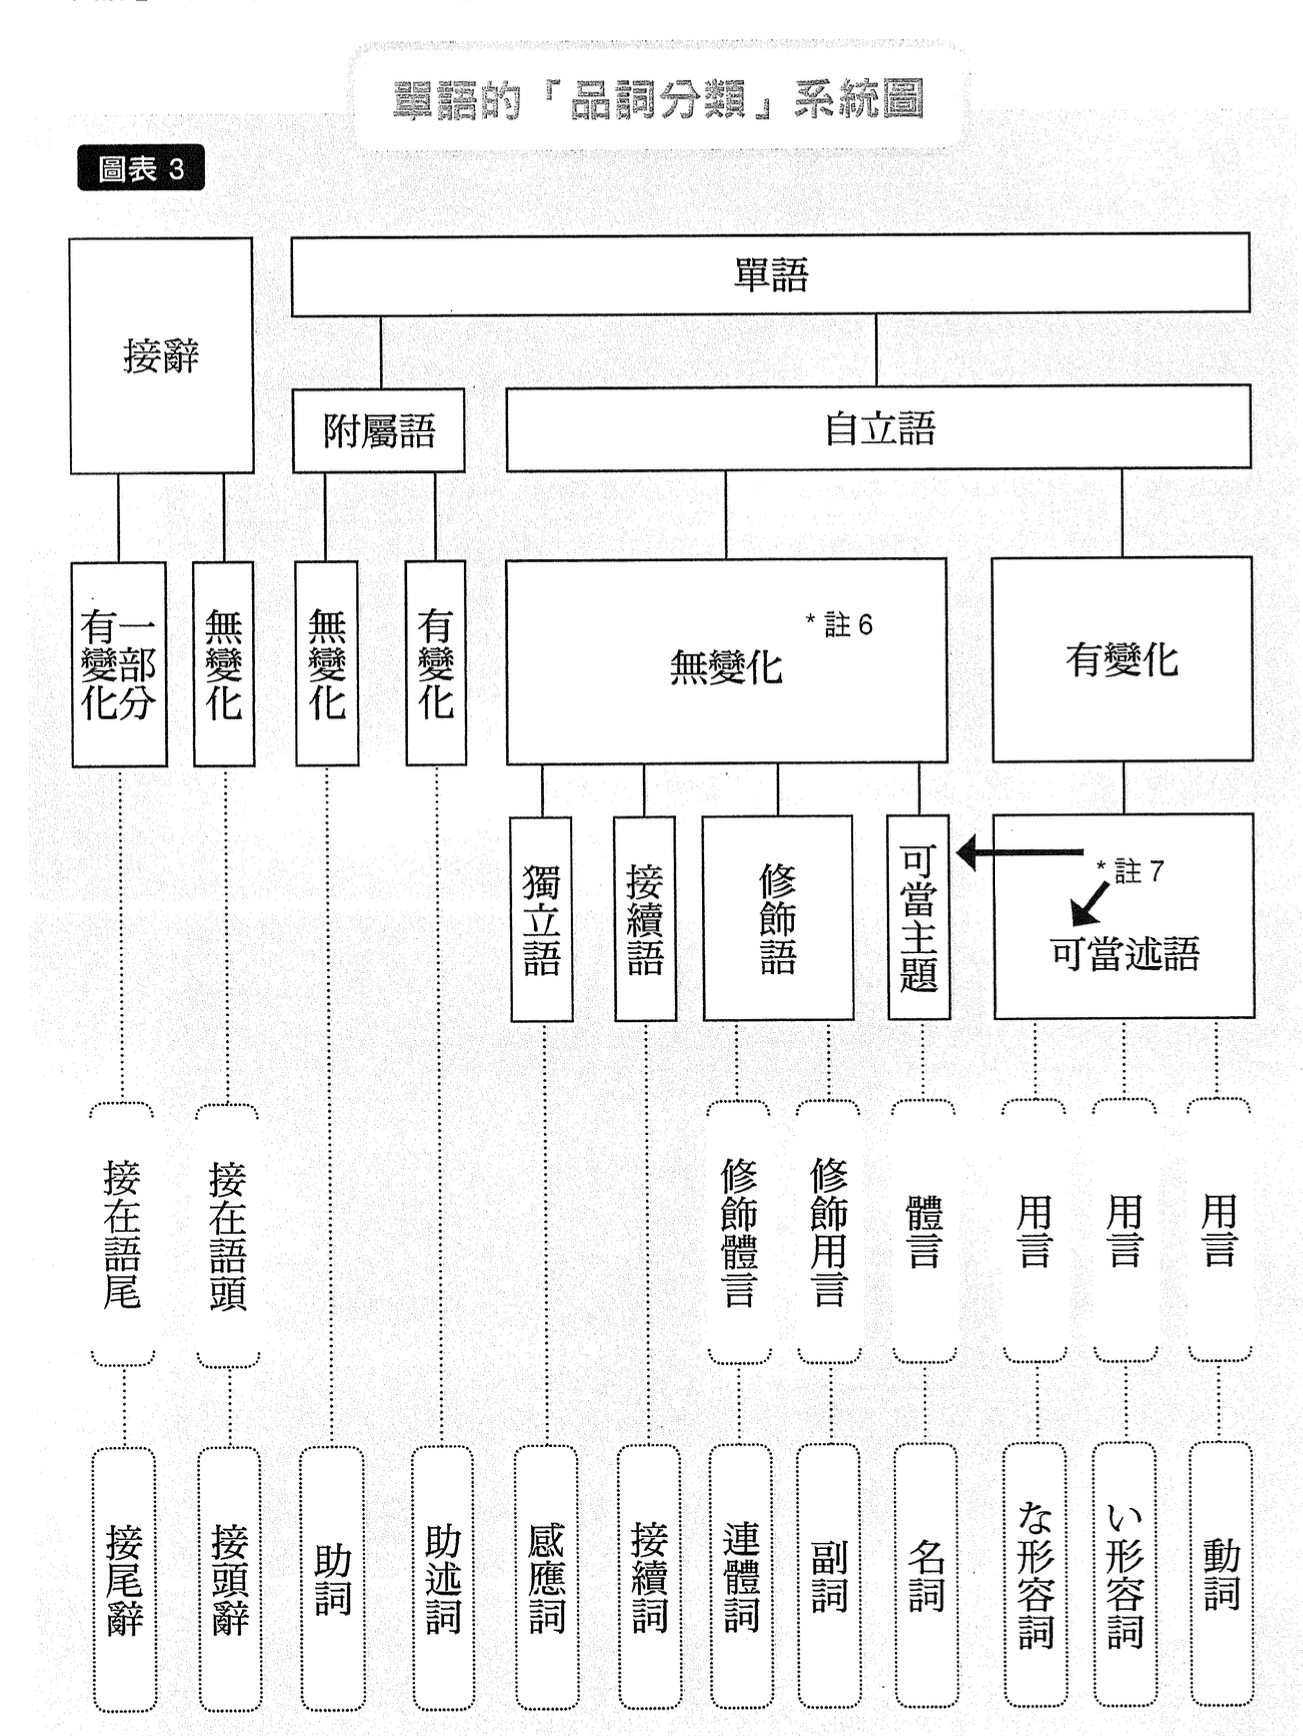 單語的「品詞分類」系統圖
圖表 3
接辭
單語
附屬語
自立語
一部分
有變化
無變化
無變化
有變化
無變化
*註6
有變化
獨立語
接續語
修飾語
可當主題
*註7
可當述語
接在語尾
接在語頭
修飾體言
修飾用言
體言
用言
用言
用言
接尾辭
接頭辭
助詞
助述詞
感應詞
接續詞
連體詞
副詞
名詞
な形容詞
い形容詞
動詞